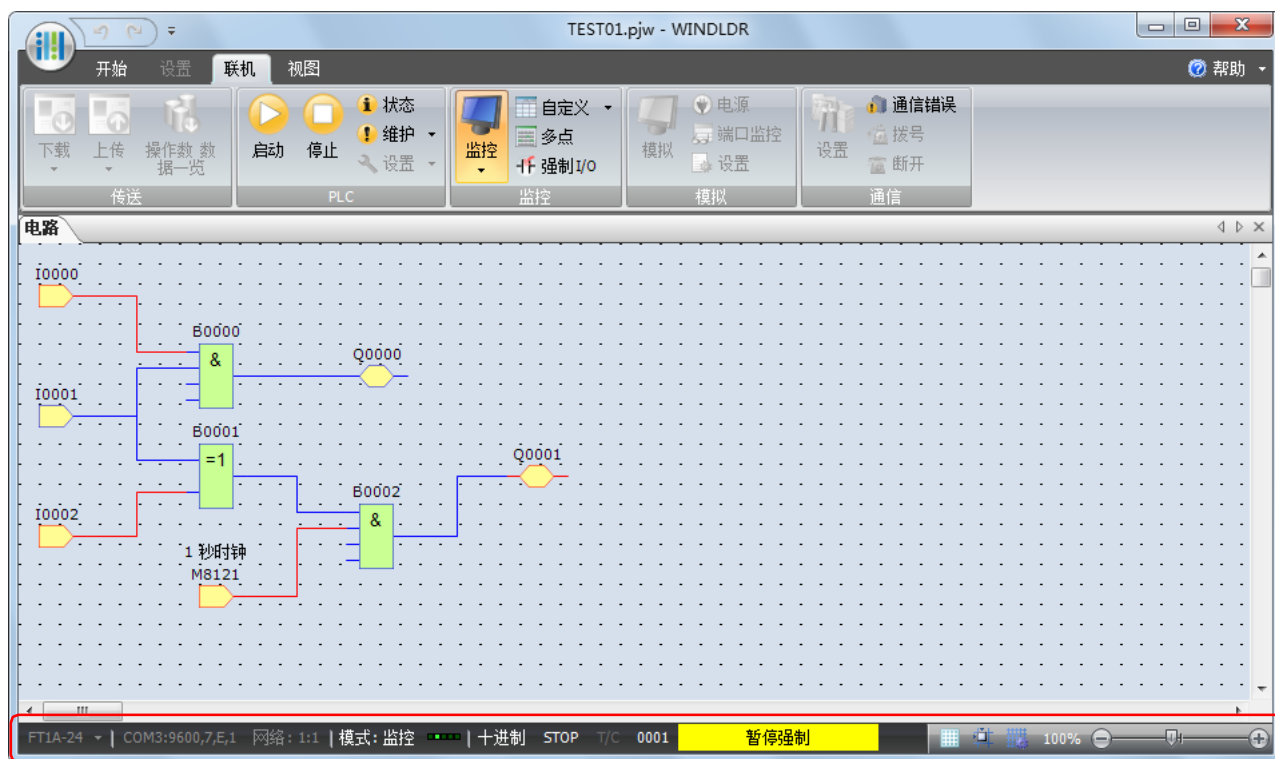 TEST01.pjw - WINDLDR
开始 设置 联机 视图 帮助
下载 上传 操作数 数据一览
传送
启动 停止 状态 维护 设置
PLC
监控 自定义 多点 强制I/O
监控
模拟 电源 端口监控 设置
模拟
设置 通信错误 拨号 断开
通信
电路
I0000
B0000
&
Q0000
I0001
B0001
=1
Q0001
B0002
&
I0002
1 秒时钟
M8121
FT1A-24 | COM3:9600,7,E,1 网络: 1:1 | 模式: 监控 | 十进制 STOP T/C 0001 暂停强制 100%